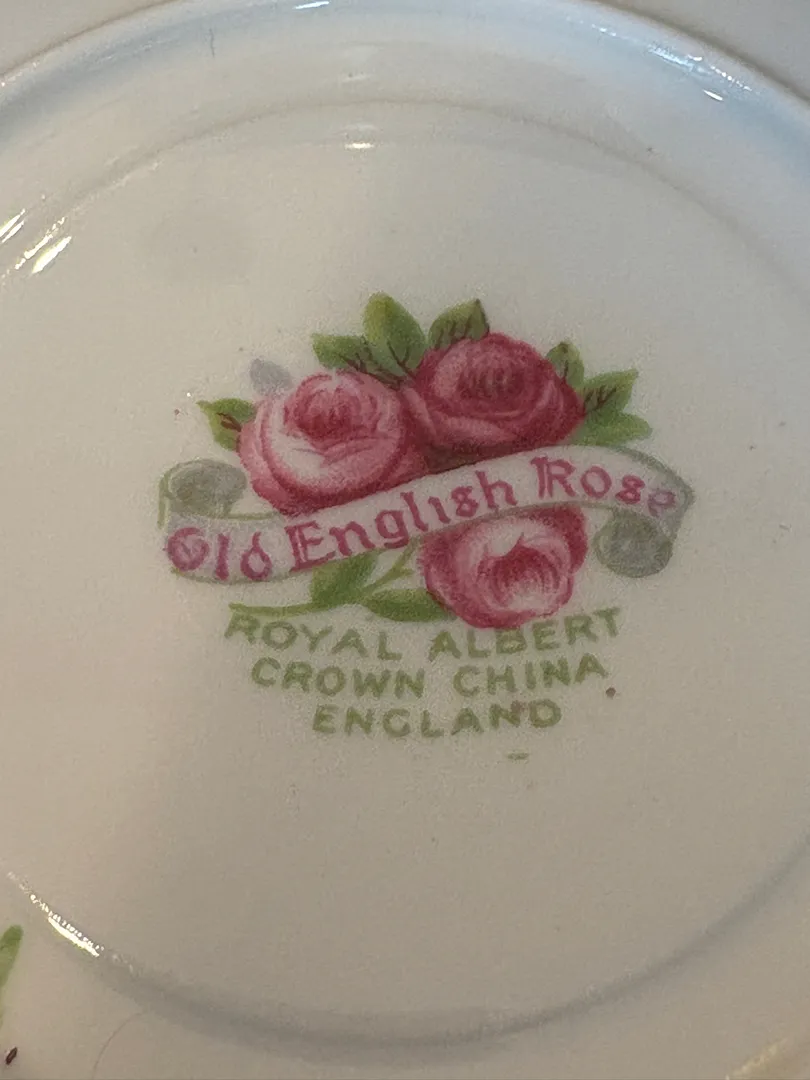 Old English Rose
ROYAL ALBERT
CROWN CHINA
ENGLAND